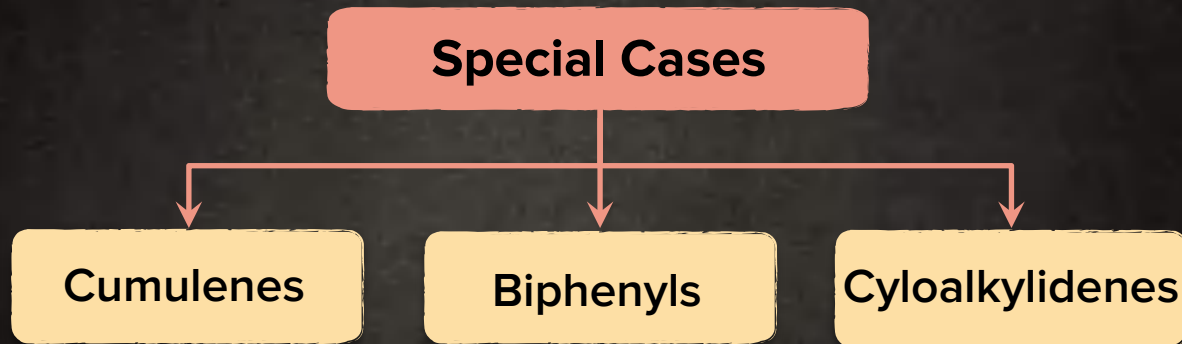 Special Cases
Cumulenes
Biphenyls
Cyloalkylidenes